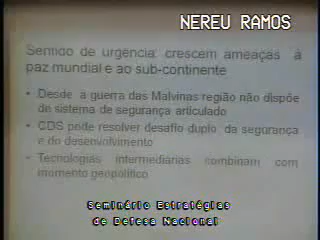 NEREU RAMOS
Sentido de urgência: crescem ameaças à
paz mundial e ao sub-continente
• Desde a guerra das Malvinas região não dispõe
de sistema de segurança articulado
• CDS pode resolver desafio duplo da segurança
e do desenvolvimento
• Tecnologias intermediárias combinam com
momento geopolítico
Seminário Estratégias
de Defesa Nacional